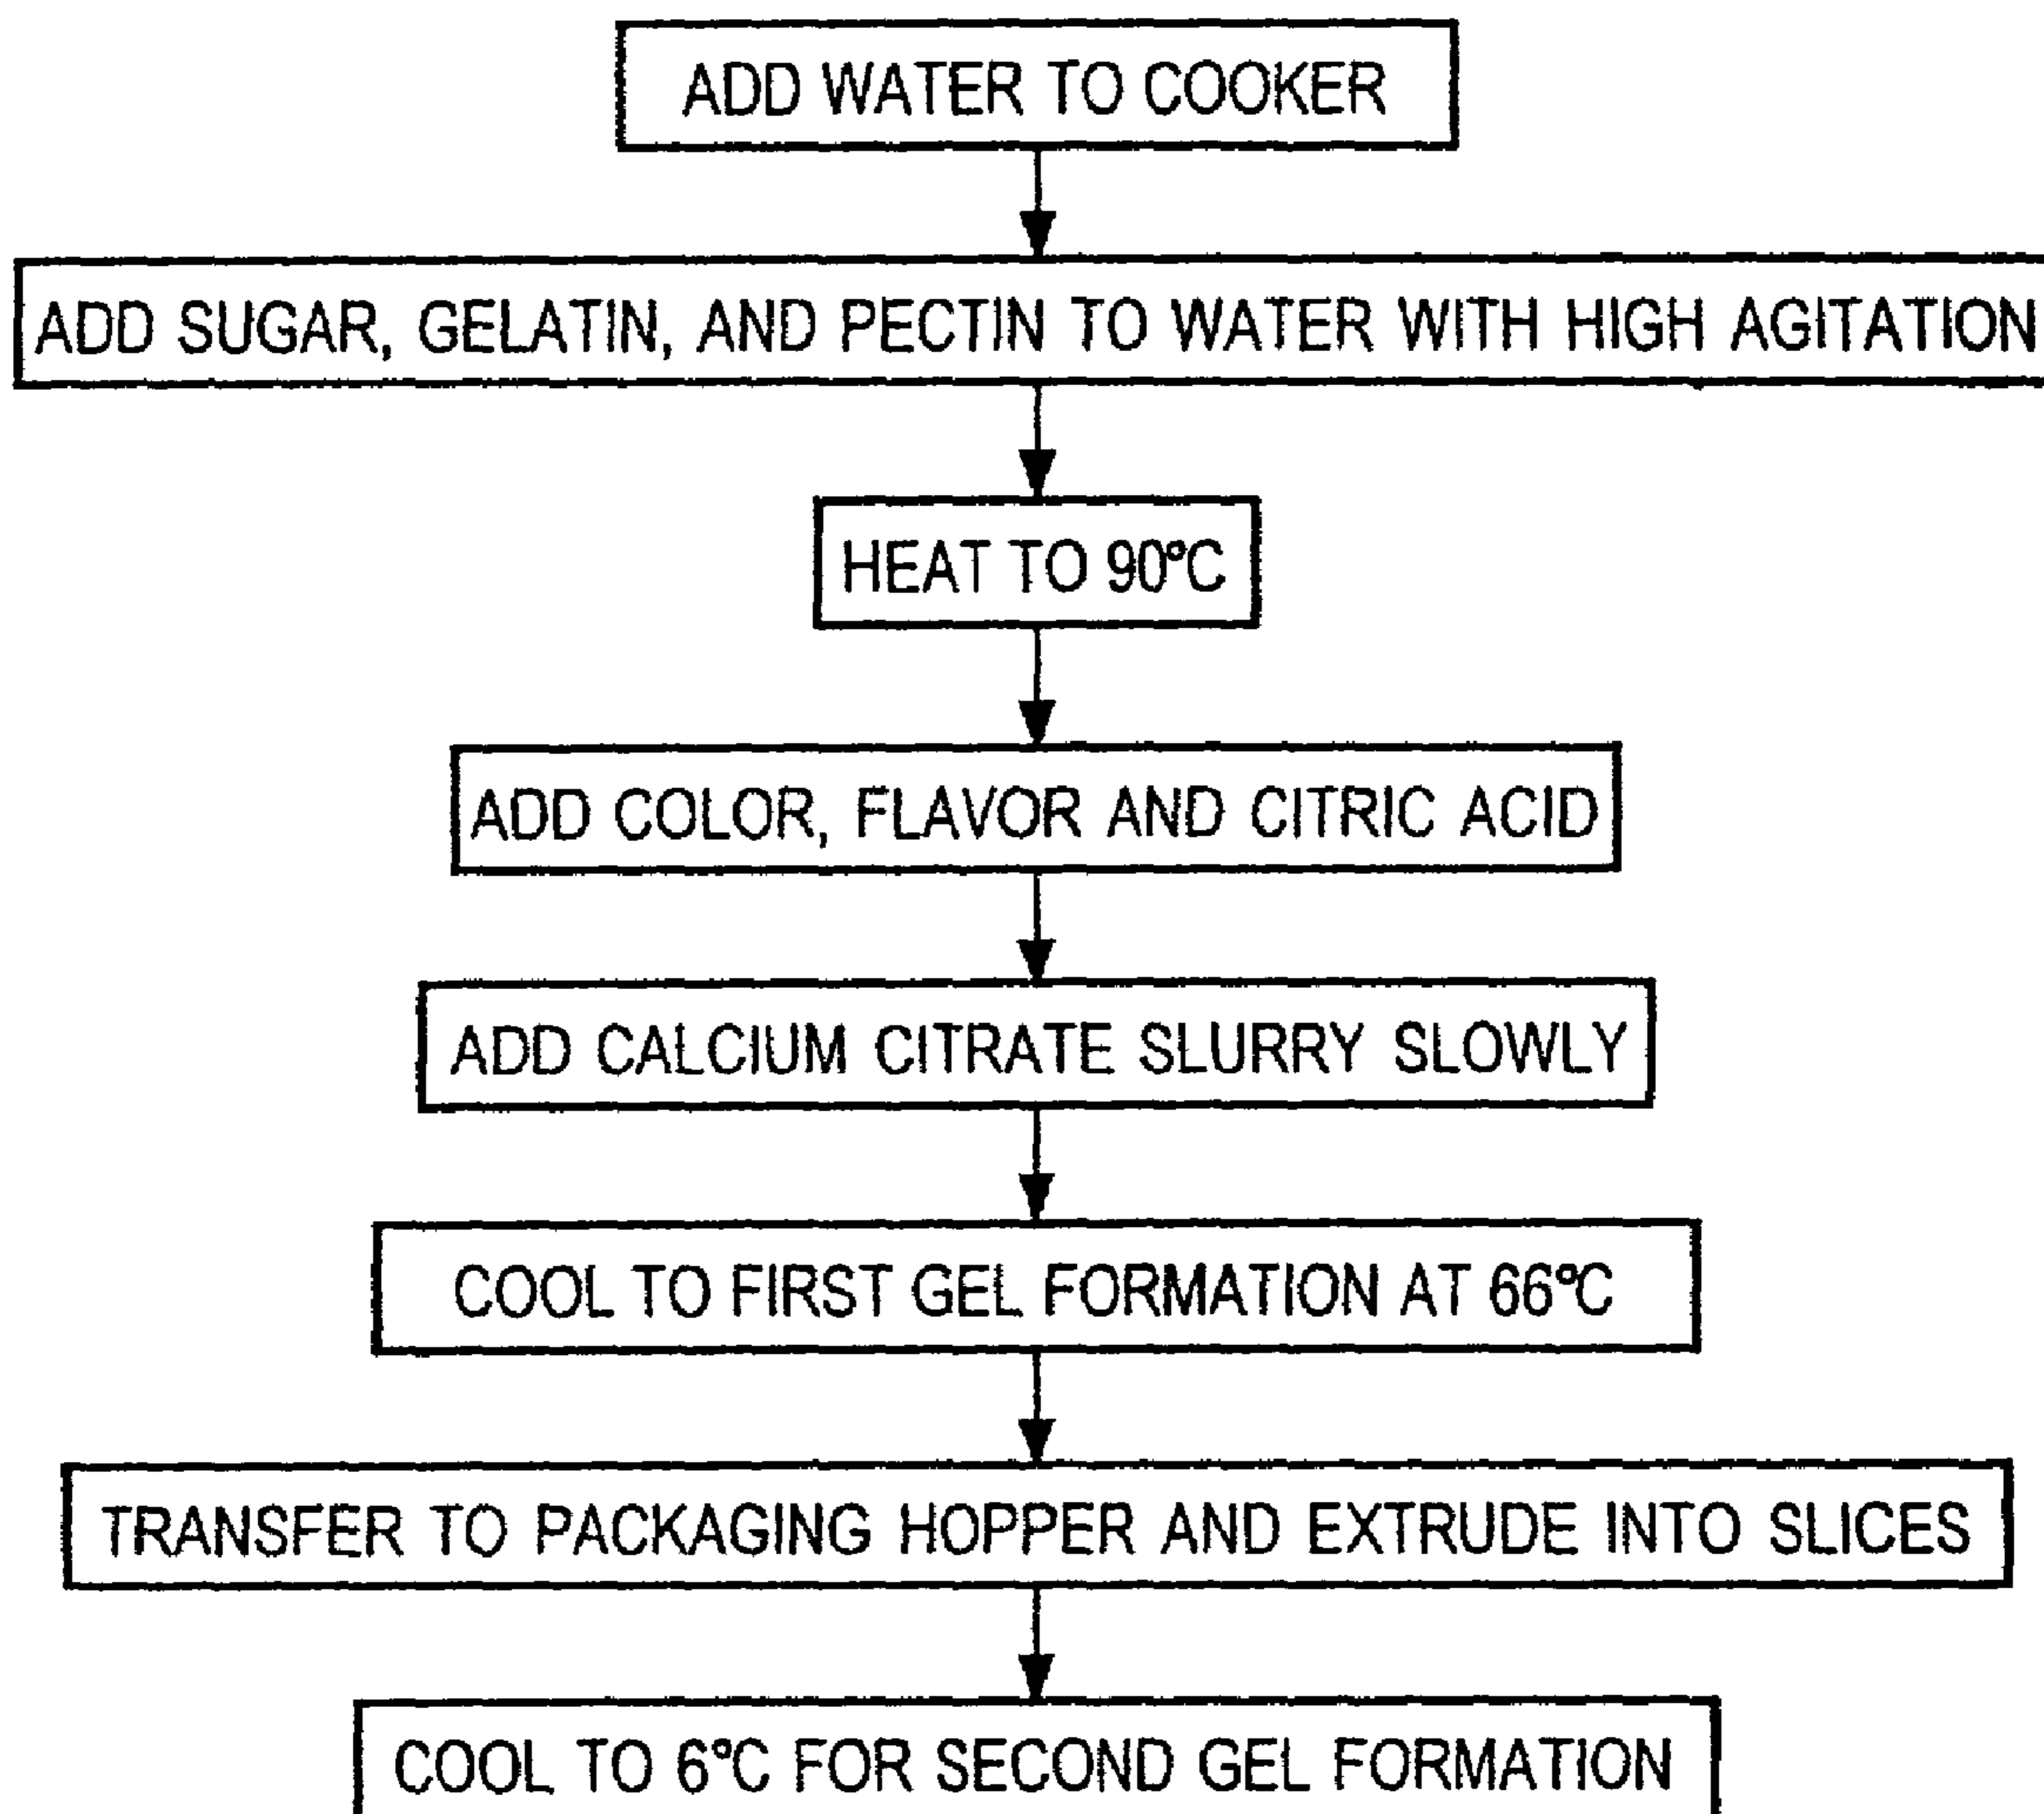 ADD WATER TO COOKER
ADD SUGAR, GELATIN, AND PECTIN TO WATER WITH HIGH AGITATION
HEAT TO 90°C
ADD COLOR, FLAVOR AND CITRIC ACID
ADD CALCIUM CITRATE SLURRY SLOWLY
COOL TO FIRST GEL FORMATION AT 66°C
TRANSFER TO PACKAGING HOPPER AND EXTRUDE INTO SLICES
COOL TO 6°C FOR SECOND GEL FORMATION